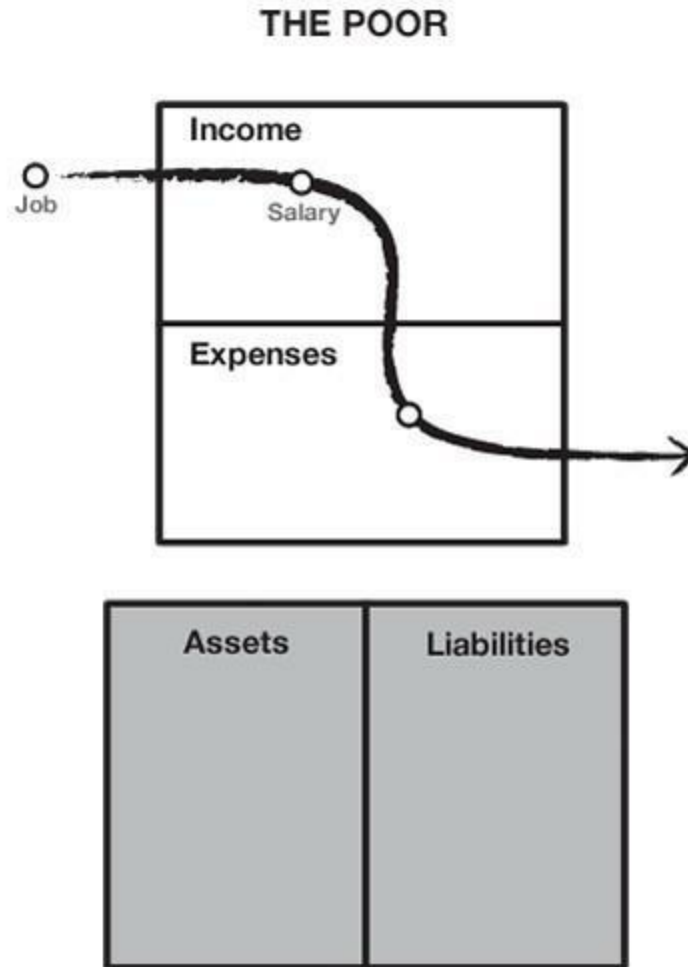 THE POOR
Income
Job
Salary
Expenses
Assets
Liabilities